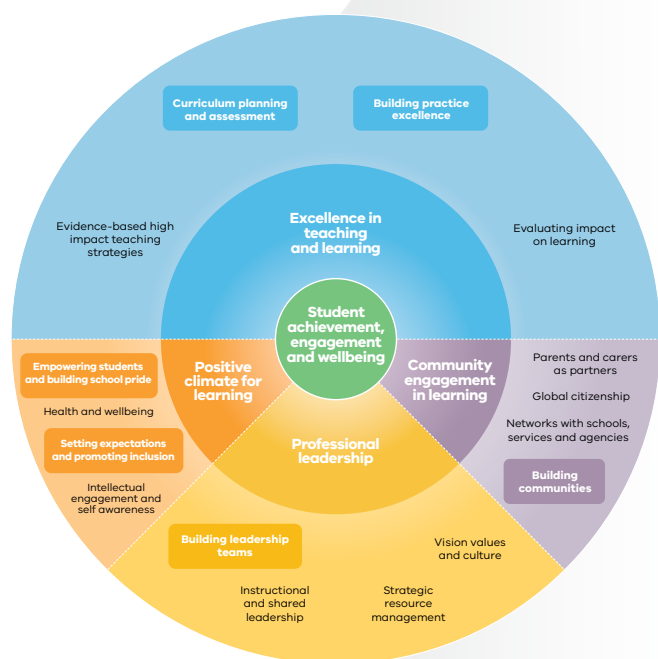 Curriculum planning
and assessment
Building practice
excellence
Evidence-based high
impact teaching
strategies
Excellence in
teaching
and learning
Evaluating impact
on learning
Student
achievement,
engagement
and wellbeing
Empowering students
and building school pride
Health and wellbeing
Setting expectations
and promoting inclusion
Intellectual
engagement and
self awareness
Positive
climate for
learning
Community
engagement
in learning
Parents and carers
as partners
Global citizenship
Networks with schools,
services and agencies
Building
communities
Professional
leadership
Building leadership
teams
Instructional
and shared
leadership
Strategic
resource
management
Vision values
and culture